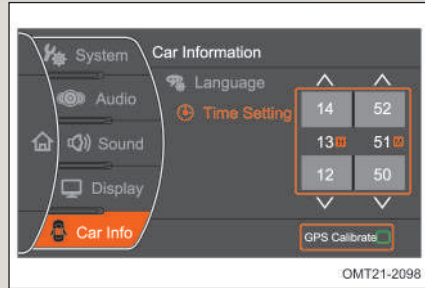 System
Car Information
Language
Audio
Time Setting
14 52
Sound
13 H 51 M
12 50
Display
Car Info
GPS Calibrate
OMT21-2098